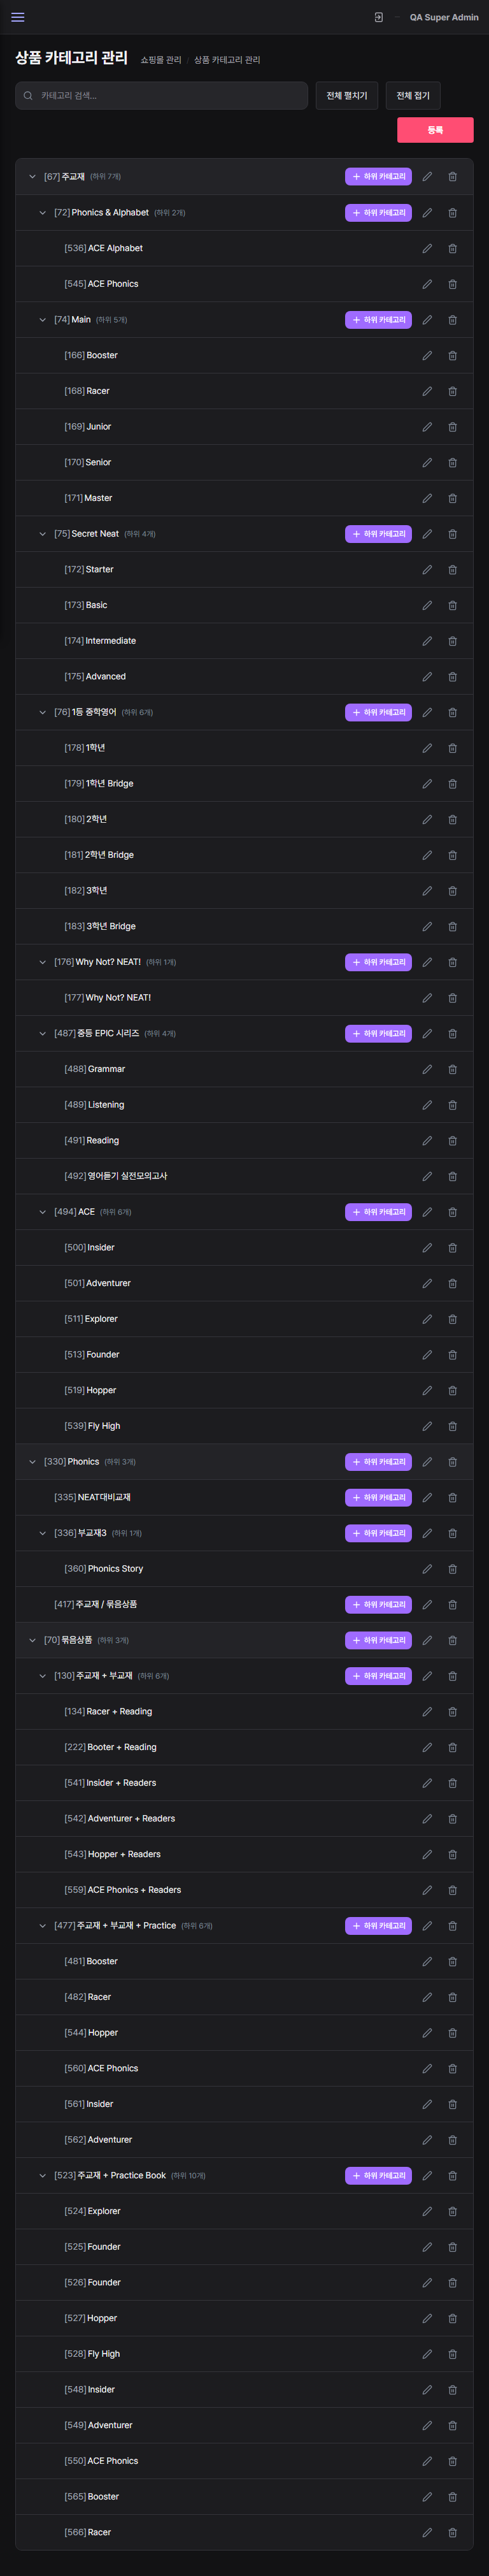 QA Super Admin
상품 카테고리 관리 쇼핑몰 관리 / 상품 카테고리 관리
카테고리 검색... 전체 펼치기 전체 접기
등록
[67] 주교재 (하위 7개) + 하위 카테고리
[72] Phonics & Alphabet (하위 2개) + 하위 카테고리
[536] ACE Alphabet
[545] ACE Phonics
[74] Main (하위 5개) + 하위 카테고리
[166] Booster
[168] Racer
[169] Junior
[170] Senior
[171] Master
[75] Secret Neat (하위 4개) + 하위 카테고리
[172] Starter
[173] Basic
[174] Intermediate
[175] Advanced
[76] 1등 중학영어 (하위 6개) + 하위 카테고리
[178] 1학년
[179] 1학년 Bridge
[180] 2학년
[181] 2학년 Bridge
[182] 3학년
[183] 3학년 Bridge
[176] Why Not? NEAT! (하위 1개) + 하위 카테고리
[177] Why Not? NEAT!
[487] 중등 EPIC 시리즈 (하위 4개) + 하위 카테고리
[488] Grammar
[489] Listening
[491] Reading
[492] 영어듣기 실전모의고사
[494] ACE (하위 6개) + 하위 카테고리
[500] Insider
[501] Adventurer
[511] Explorer
[513] Founder
[519] Hopper
[539] Fly High
[330] Phonics (하위 3개) + 하위 카테고리
[335] NEAT대비교재 + 하위 카테고리
[336] 부교재3 (하위 1개) + 하위 카테고리
[360] Phonics Story
[417] 주교재 / 묶음상품 + 하위 카테고리
[70] 묶음상품 (하위 3개) + 하위 카테고리
[130] 주교재 + 부교재 (하위 6개) + 하위 카테고리
[134] Racer + Reading
[222] Booter + Reading
[541] Insider + Readers
[542] Adventurer + Readers
[543] Hopper + Readers
[559] ACE Phonics + Readers
[477] 주교재 + 부교재 + Practice (하위 6개) + 하위 카테고리
[481] Booster
[482] Racer
[544] Hopper
[560] ACE Phonics
[561] Insider
[562] Adventurer
[523] 주교재 + Practice Book (하위 10개) + 하위 카테고리
[524] Explorer
[525] Founder
[526] Founder
[527] Hopper
[528] Fly High
[548] Insider
[549] Adventurer
[550] ACE Phonics
[565] Booster
[566] Racer